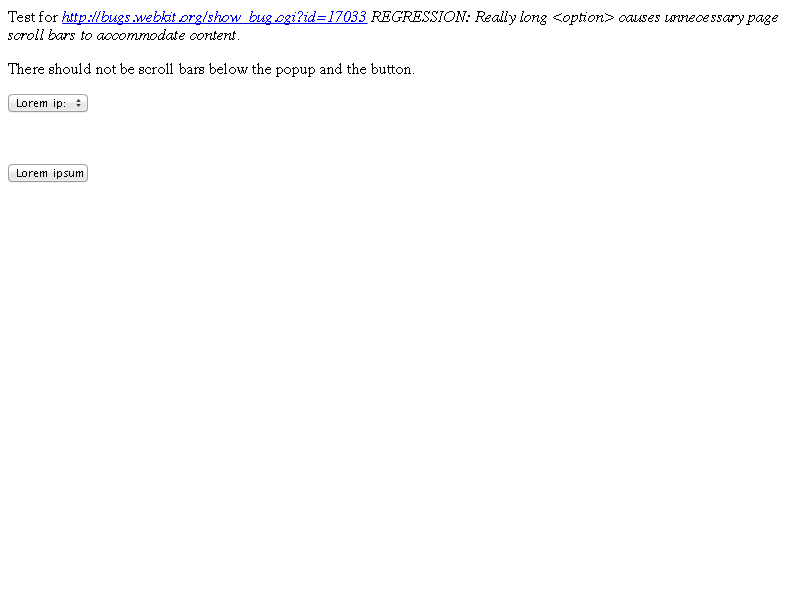 Test for http://bugs.webkit.org/show_bug.cgi?id=17033 REGRESSION: Really long <option> causes unnecessary page
scroll bars to accommodate content.
There should not be scroll bars below the popup and the button.
Lorem ip:
Lorem ipsum